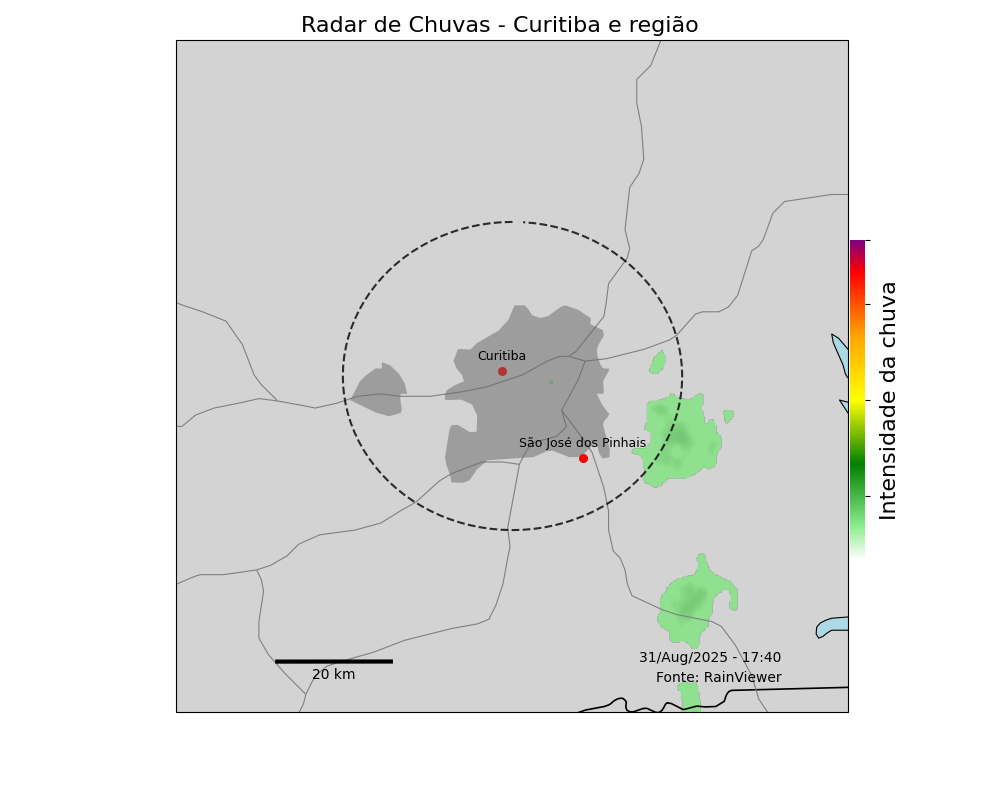 Radar de Chuvas - Curitiba e região
Curitiba
São José dos Pinhais
Intensidade da chuva
20 km
31/Aug/2025 - 17:40
Fonte: RainViewer